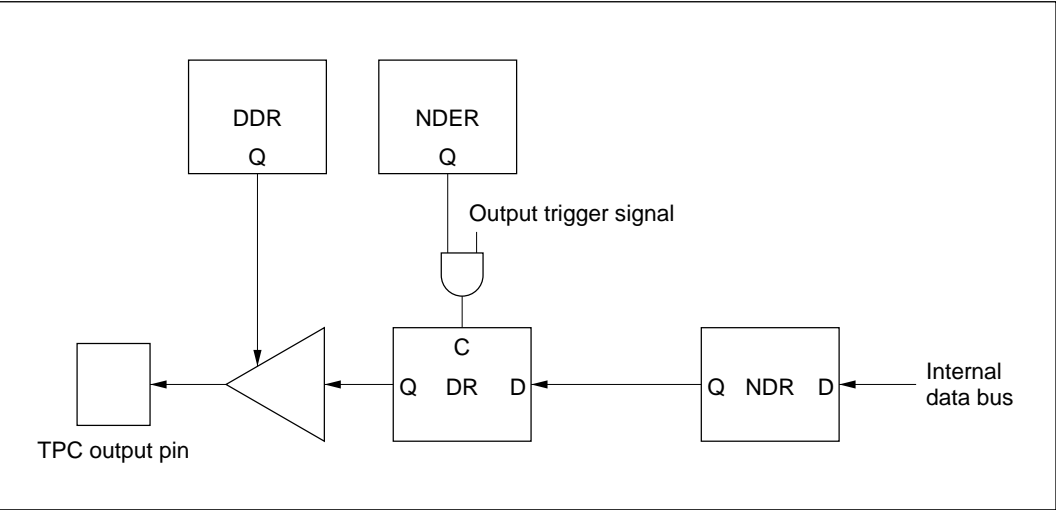 DDR
Q
NDER
Q
Output trigger signal
C
Q DR D
Q NDR D
Internal
data bus
TPC output pin